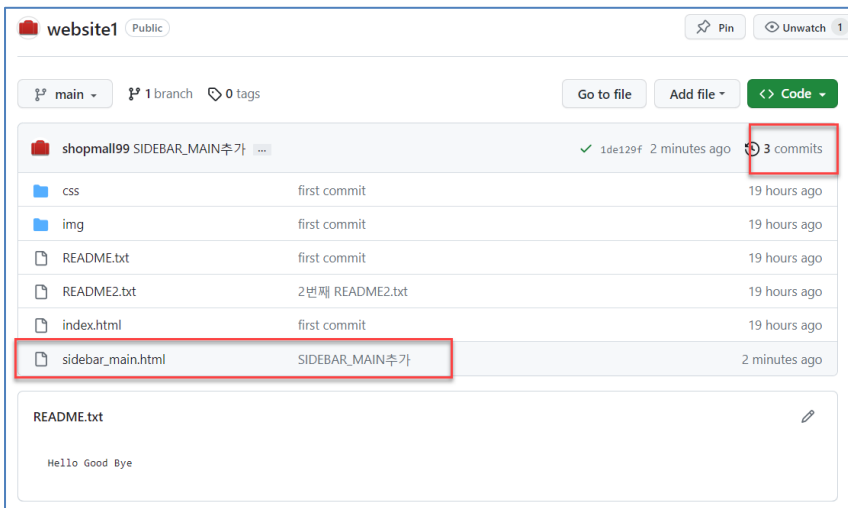 website1 Public Pin Unwatch 1
main 1 branch 0 tags Go to file Add file <> Code
shopmall99 SIDEBAR_MAIN추가 ... 1de129f 2 minutes ago 3 commits
css first commit 19 hours ago
img first commit 19 hours ago
README.txt first commit 19 hours ago
README2.txt 2번째 README2.txt 19 hours ago
index.html first commit 19 hours ago
sidebar_main.html SIDEBAR_MAIN추가 2 minutes ago
README.txt
Hello Good Bye